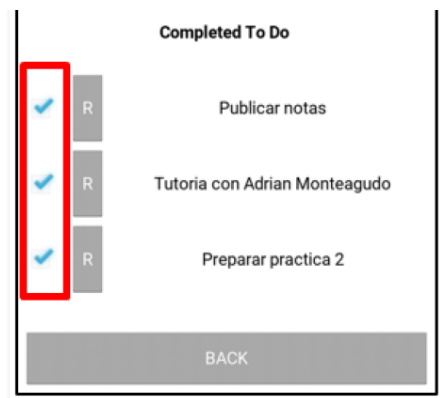 Completed To Do
R Publicar notas
R Tutoria con Adrian Monteagudo
R Preparar practica 2
BACK